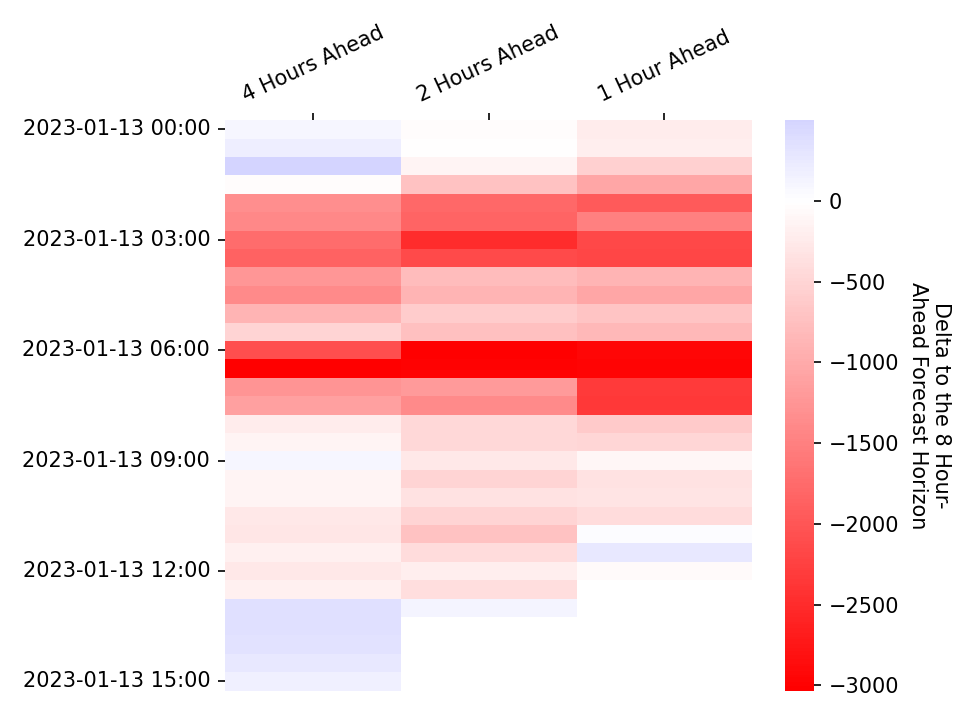 4 Hours Ahead
2 Hours Ahead
1 Hour Ahead
2023-01-13 00:00
2023-01-13 03:00
2023-01-13 06:00
2023-01-13 09:00
2023-01-13 12:00
2023-01-13 15:00
0
−500
−1000
−1500
−2000
−2500
−3000
Delta to the 8 Hour-
Ahead Forecast Horizon